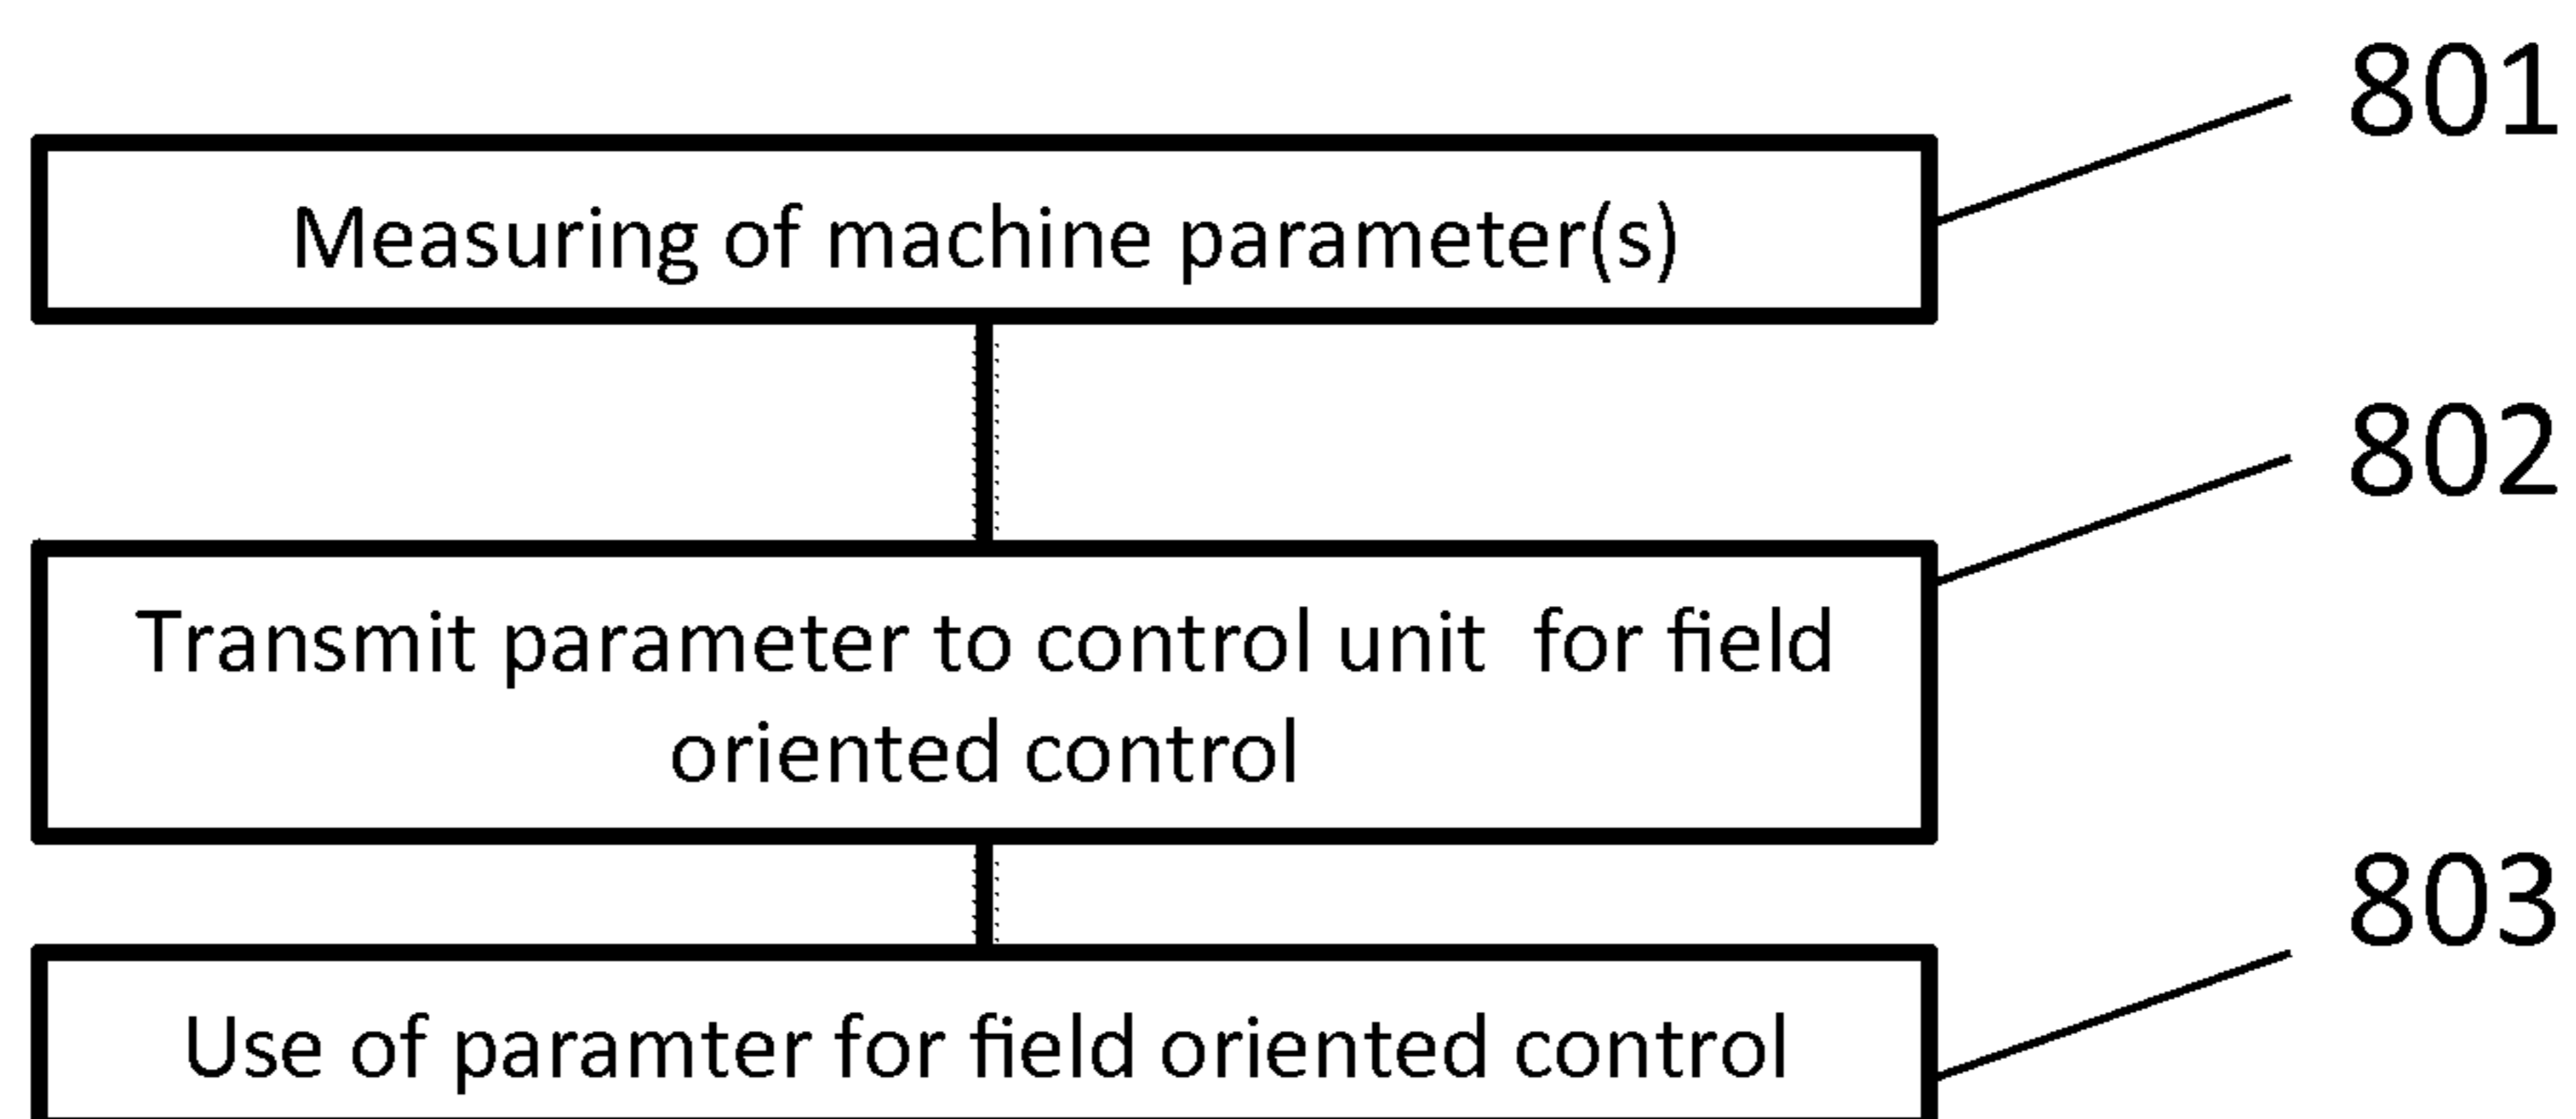 801
Measuring of machine parameter(s)
802
Transmit parameter to control unit  for field
oriented control
803
Use of paramter for field oriented control